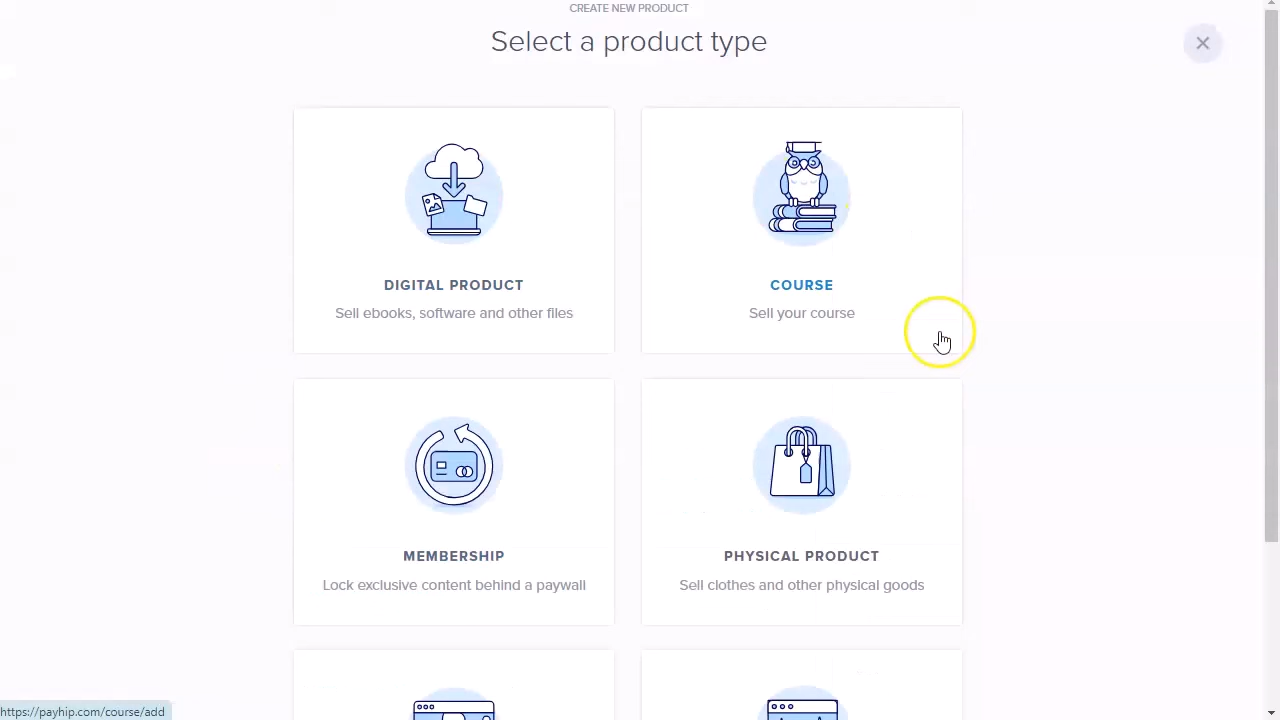 CREATE NEW PRODUCT
Select a product type
DIGITAL PRODUCT
Sell ebooks, software and other files
COURSE
Sell your course
MEMBERSHIP
Lock exclusive content behind a paywall
PHYSICAL PRODUCT
Sell clothes and other physical goods
https://payhip.com/course/add